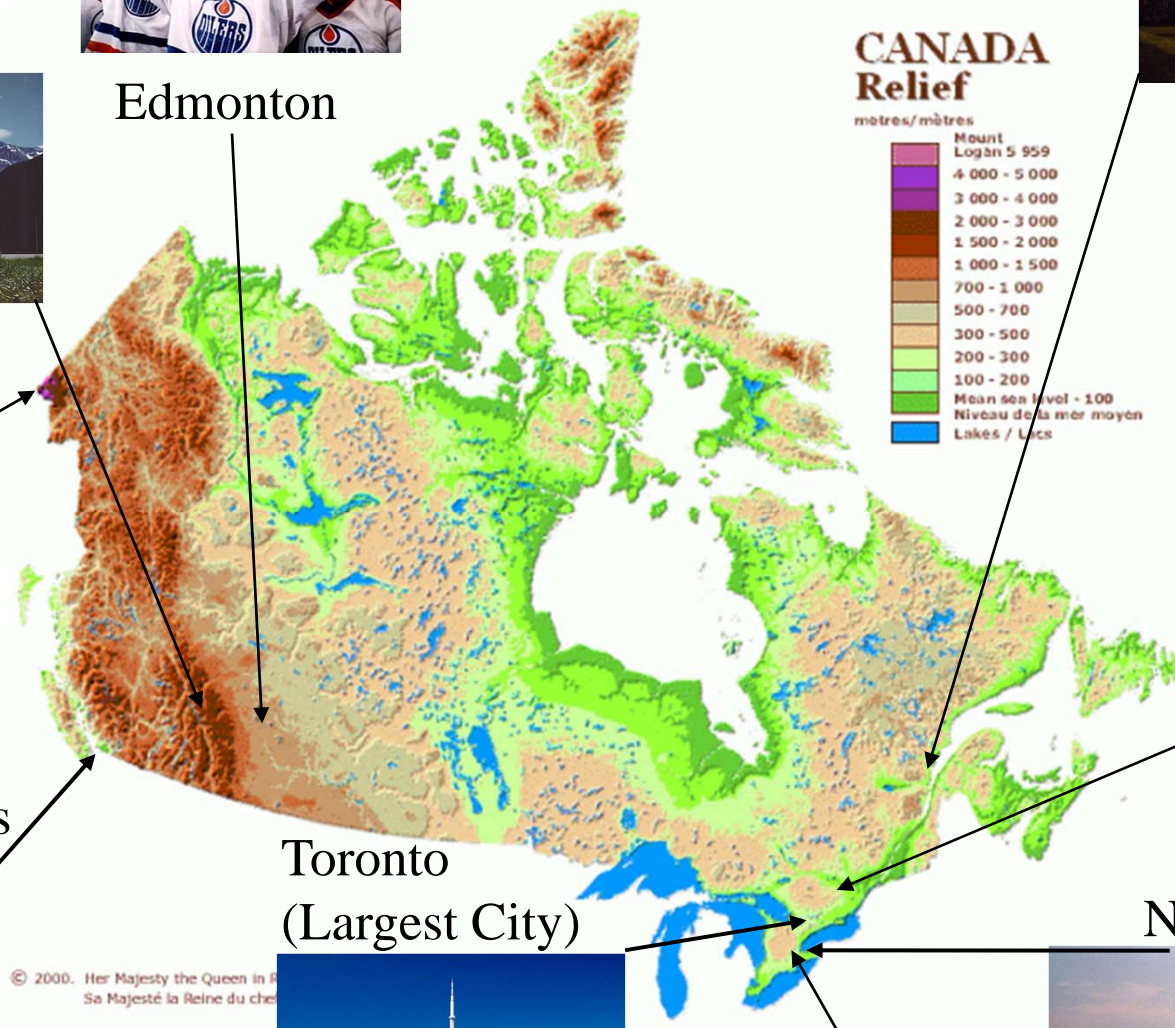 OILERS
OILERS
Edmonton
CANADA
Relief
metres/mètres
Mount
Logan 5 959
4 000 - 5 000
3 000 - 4 000
2 000 - 3 000
1 500 - 2 000
1 000 - 1 500
700 - 1 000
500 - 700
300 - 500
200 - 300
100 - 200
Mean sea level - 100
Niveau de la mer moyen
Lakes / Lacs
s
Toronto
(Largest City)
N
© 2000. Her Majesty the Queen in R
Sa Majesté la Reine du che